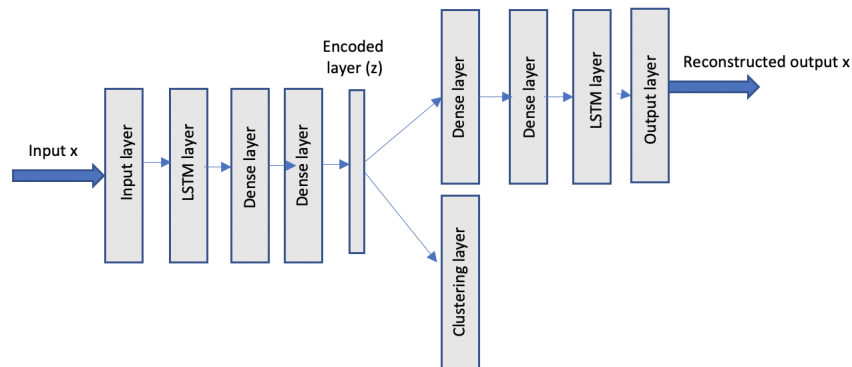 Input x
Input layer
LSTM layer
Dense layer
Dense layer
Encoded
layer (z)
Dense layer
Dense layer
LSTM layer
Output layer
Reconstructed output x
Clustering layer